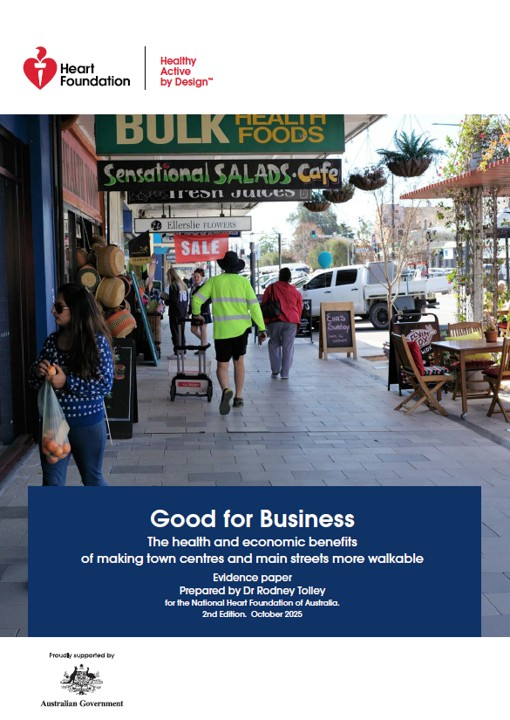 Heart
Foundation
Healthy
Active
by Design™
BULK HEALTH
FOODS
Sensational SALADS · Cafe
fresh juices
Ellerslie FLOWERS
SALE
Good for Business
The health and economic benefits
of making town centres and main streets more walkable
Evidence paper
Prepared by Dr Rodney Tolley
for the National Heart Foundation of Australia.
2nd Edition. October 2025
Proudly supported by
Australian Government